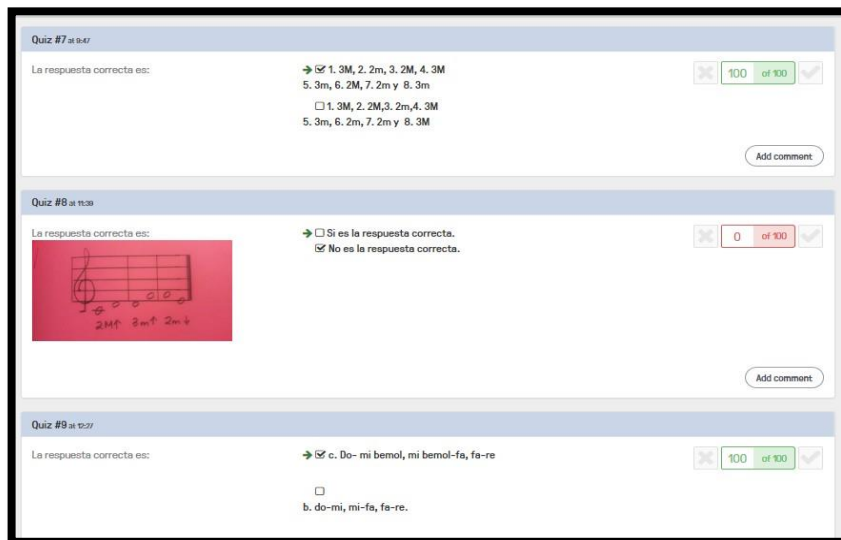 Quiz #7 at 9:47
La respuesta correcta es:
1. 3M, 2. 2m, 3. 2M, 4. 3M
5. 3m, 6. 2M, 7. 2m y 8. 3m
1. 3M, 2. 2M,3. 2m,4. 3M
5. 3m, 6. 2m, 7. 2m y 8. 3M
100 of 100
Add comment
Quiz #8 at 11:39
La respuesta correcta es:
Si es la respuesta correcta.
No es la respuesta correcta.
0 of 100
2M↑ 3m↑ 2m↓
Add comment
Quiz #9 at 12:27
La respuesta correcta es:
c. Do- mi bemol, mi bemol-fa, fa-re
b. do-mi, mi-fa, fa-re.
100 of 100